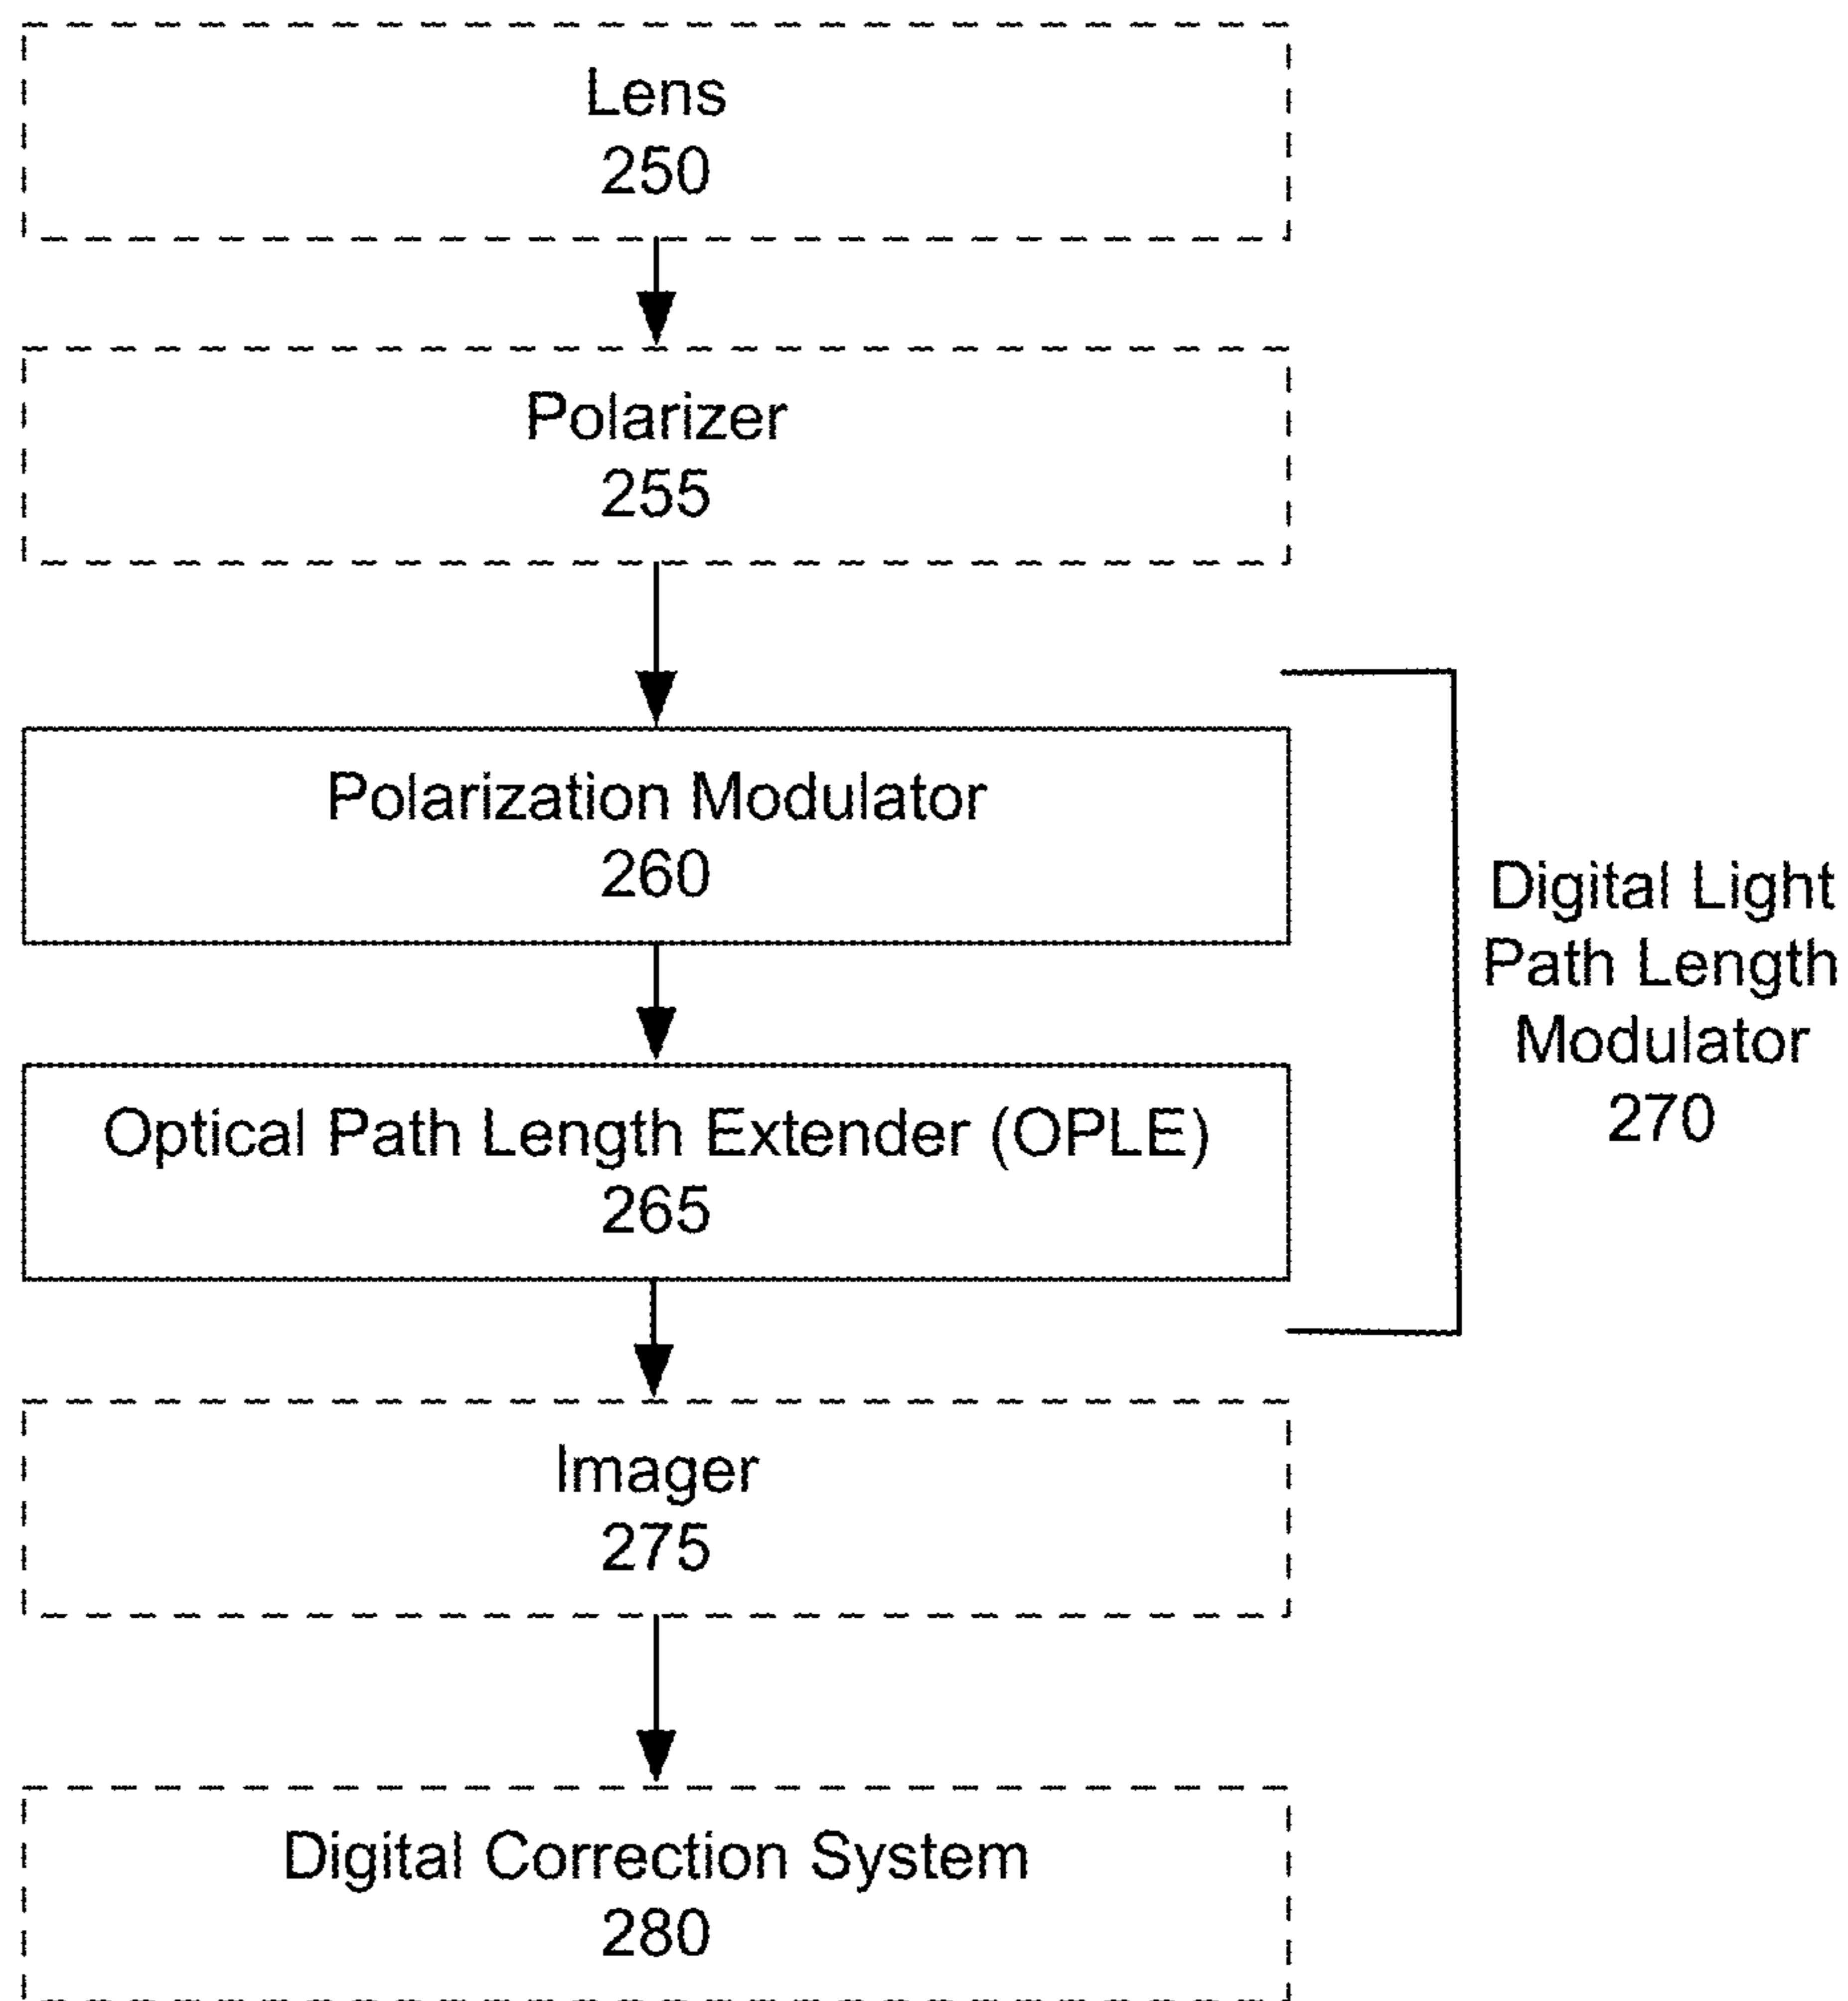 Lens
250
Polarizer
255
Polarization Modulator
260
Optical Path Length Extender (OPLE)
265
Digital Light
Path Length
Modulator
270
Imager
275
Digital Correction System
280